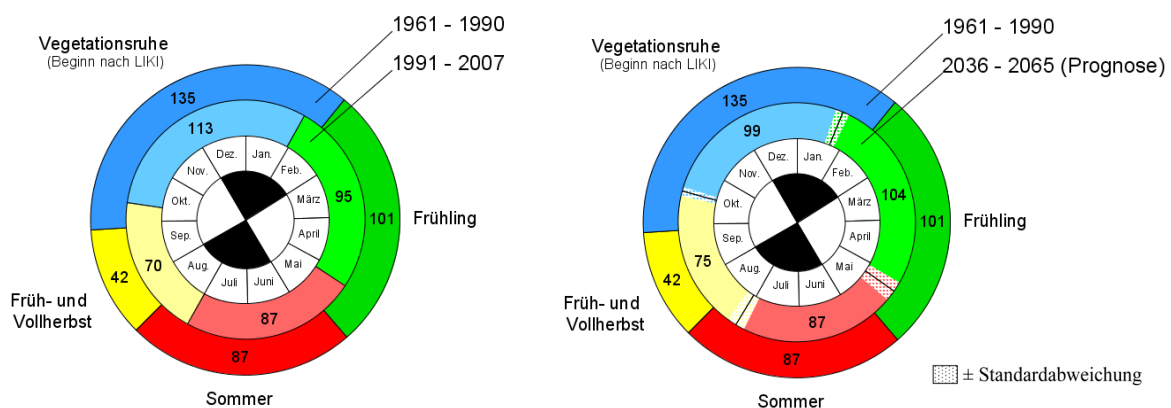 1961 - 1990
Vegetationsruhe
(Beginn nach LIKI)
1991 - 2007
135
113
Dez.
Jan.
Nov.
Feb.
Okt.
März
95
101
Frühling
Sep.
April
Aug.
Mai
Juli
Juni
70
42
Früh- und
Vollherbst
87
87
Sommer
1961 - 1990
Vegetationsruhe
(Beginn nach LIKI)
2036 - 2065 (Prognose)
135
99
Dez.
Jan.
Nov.
Feb.
Okt.
März
104
101
Frühling
Sep.
April
Aug.
Mai
Juli
Juni
75
42
Früh- und
Vollherbst
87
87
Sommer
± Standardabweichung